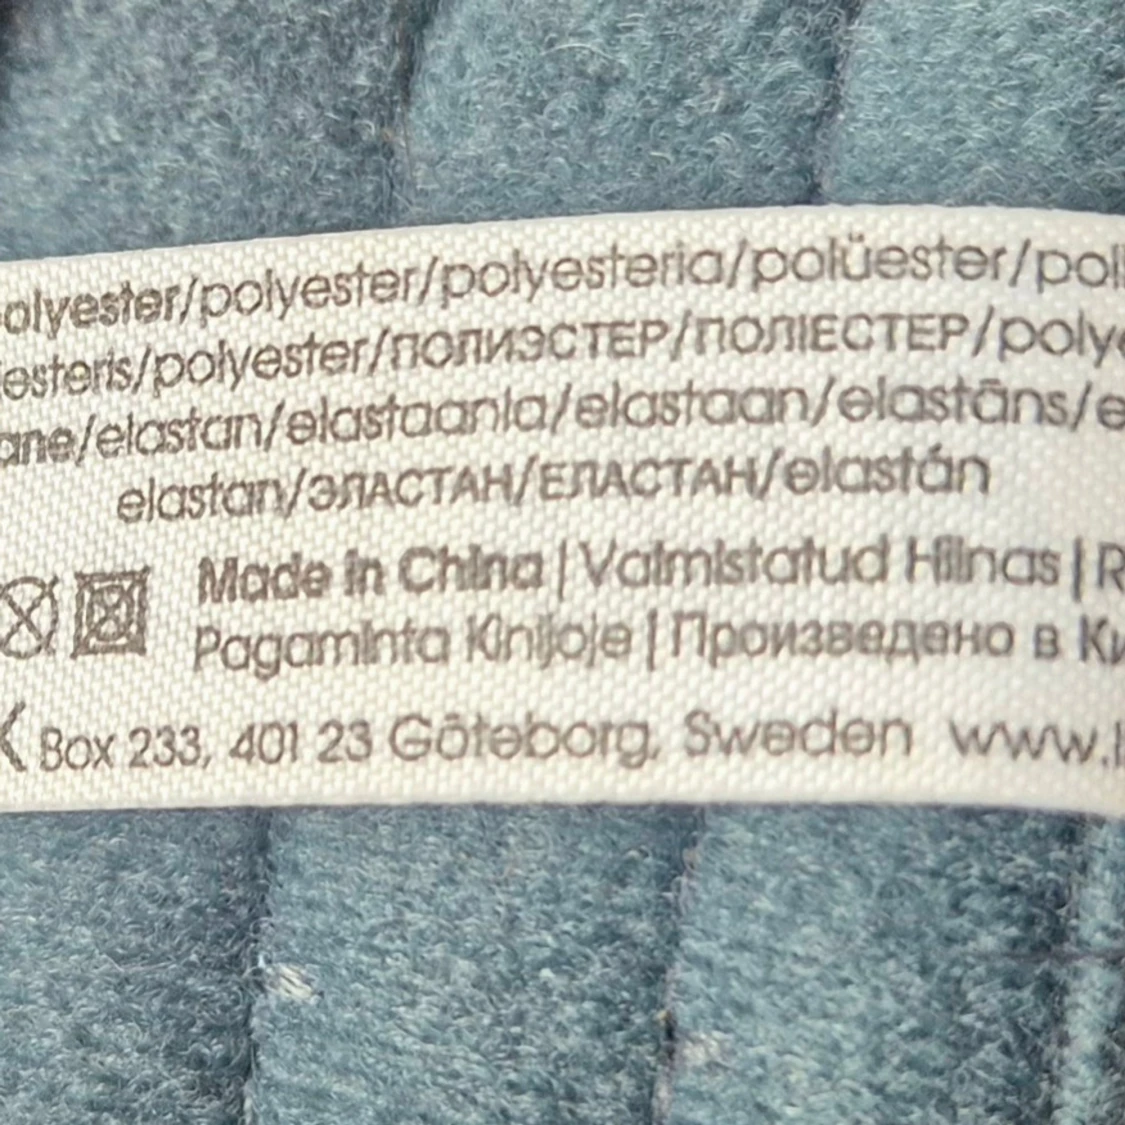 olyester/polyester/polyesteria/polüester/pol
esteris/polyester/ПОЛИЭСТЕР/ПОЛІЕСТЕР/polye
ane/elastan/elastaania/elastaan/elastāns/e
elastan/ЭЛАСТАН/ЕЛАСТАН/elastán
Made in China | Valmistatud Hiinas | R
Pagaminta Kinijoje | Произведено в Ки
Box 233, 401 23 Göteborg, Sweden www.